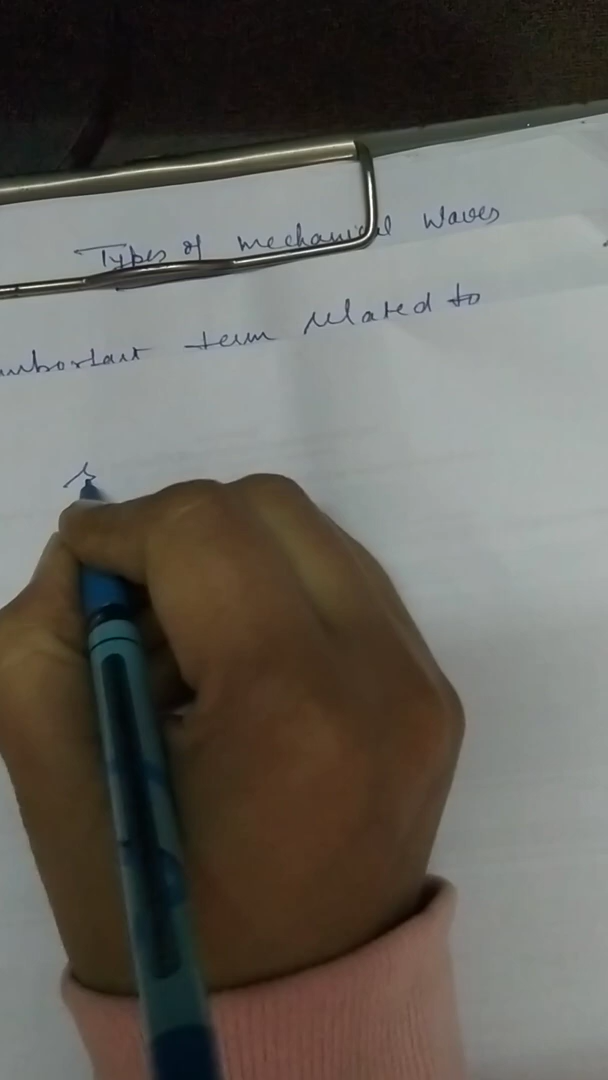 Types of mechanical waves
important term related to